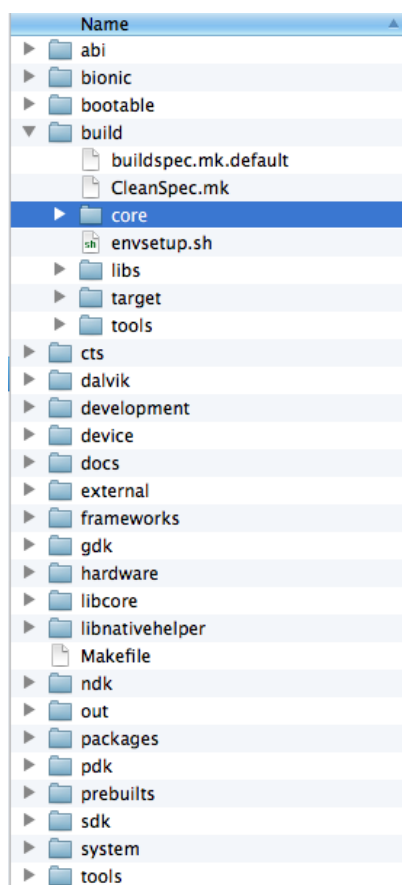 Name
abi
bionic
bootable
build
buildspec.mk.default
CleanSpec.mk
core
sh envsetup.sh
libs
target
tools
cts
dalvik
development
device
docs
external
frameworks
gdk
hardware
libcore
libnativehelper
Makefile
ndk
out
packages
pdk
prebuilts
sdk
system
tools